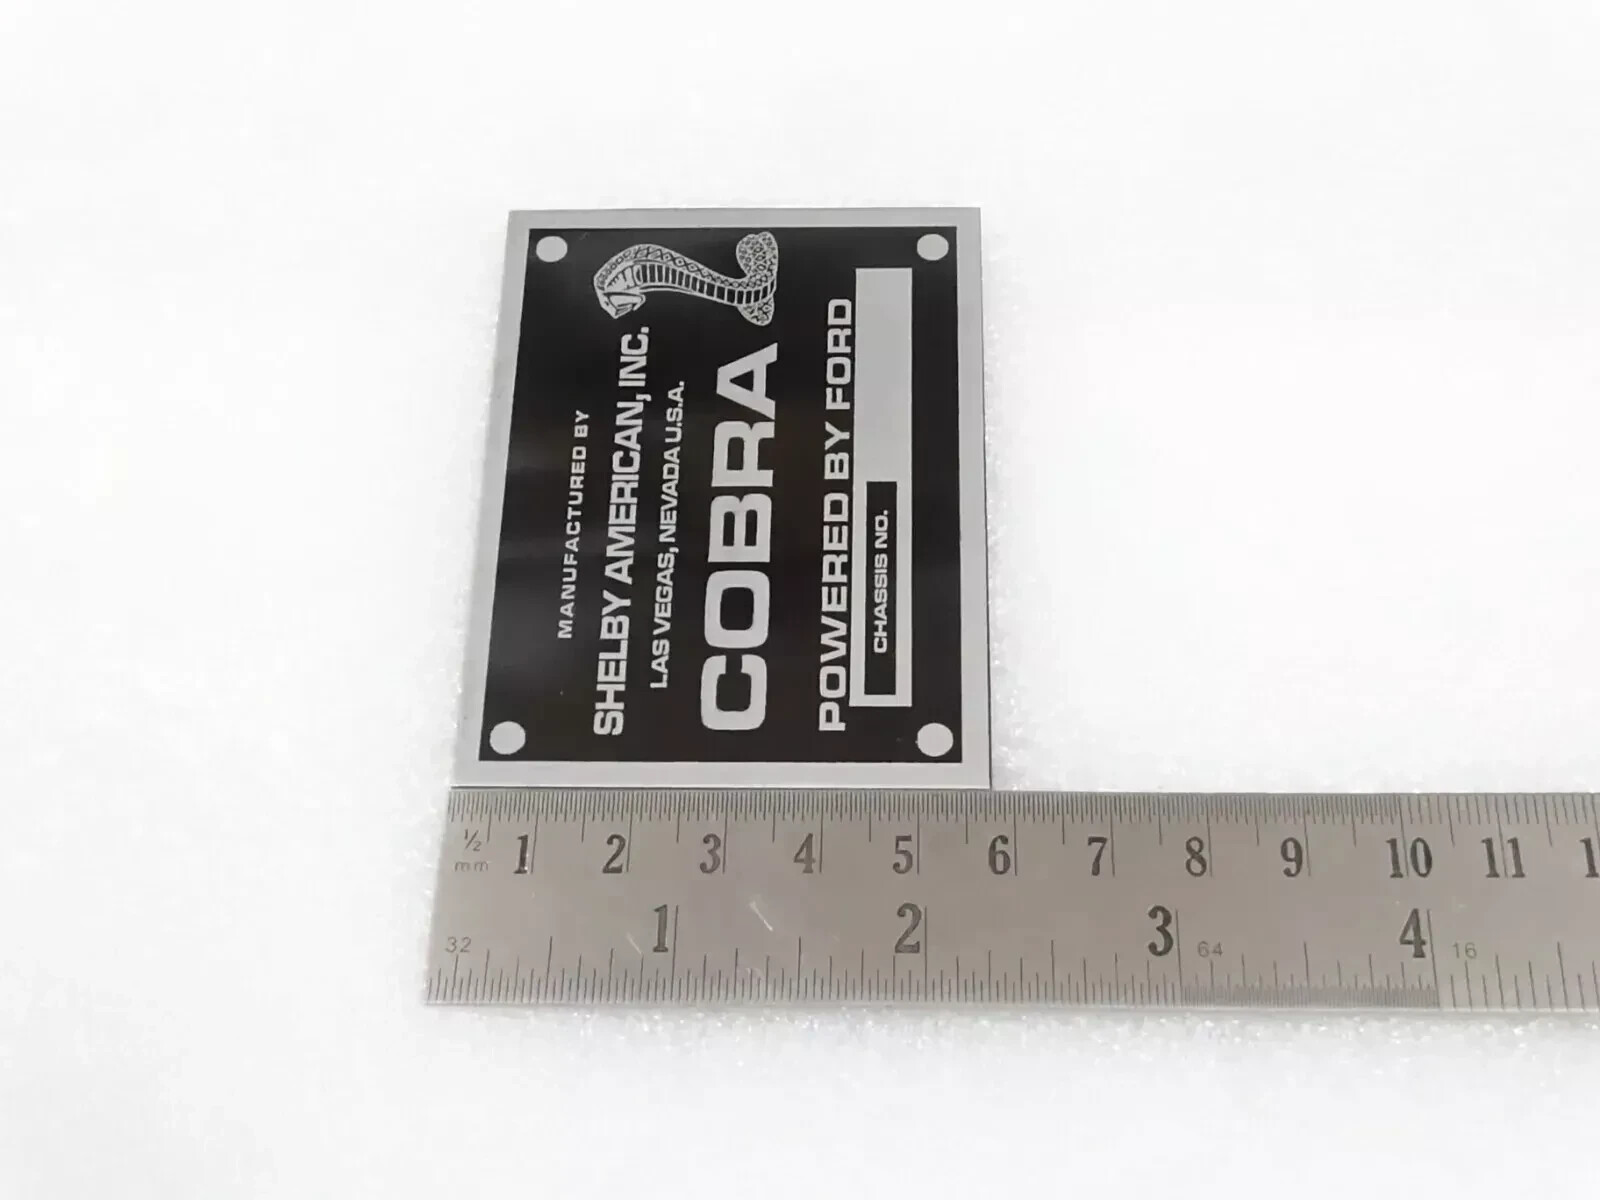 MANUFACTURED BY
SHELBY AMERICAN, INC.
LAS VEGAS, NEVADA U.S.A.
COBRA
POWERED BY FORD
CHASSIS NO.
1/2
mm
1 2 3 4 5 6 7 8 9 10 11
1 2 3 4
32
64
16